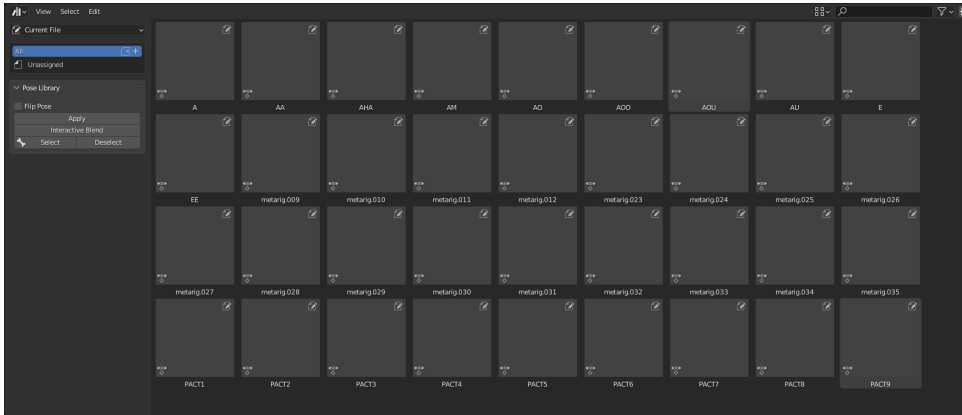 View Select Edit
Current File
All
Unassigned
Pose Library
Flip Pose
Apply
Interactive Blend
Select Deselect
A AA AHA AM AO AOO AOU AU E
EE metarig.009 metarig.010 metarig.011 metarig.012 metarig.023 metarig.024 metarig.025 metarig.026
metarig.027 metarig.028 metarig.029 metarig.030 metarig.031 metarig.032 metarig.033 metarig.034 metarig.035
PACT1 PACT2 PACT3 PACT4 PACT5 PACT6 PACT7 PACT8 PACT9